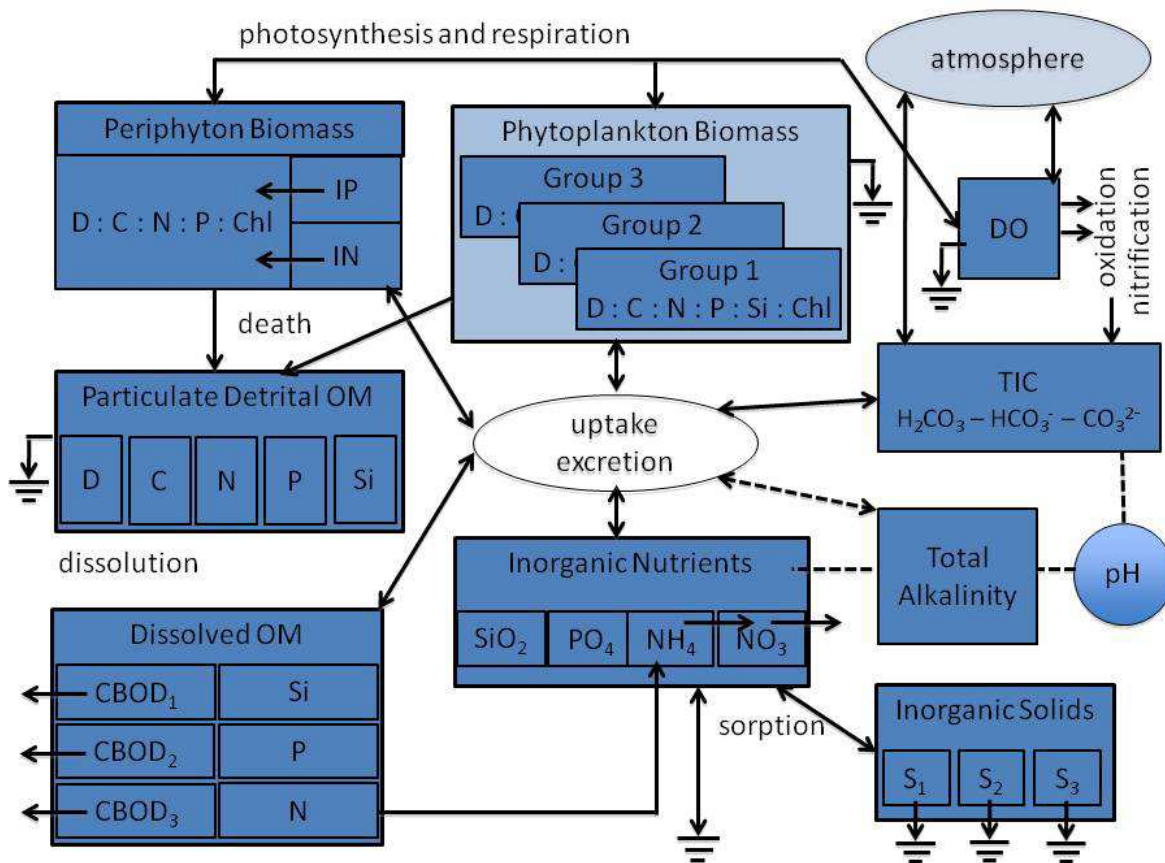 photosynthesis and respiration
atmosphere
Periphyton Biomass
D : C : N : P : Chl
IP
IN
Phytoplankton Biomass
Group 3
D : C
Group 2
D :
Group 1
D : C : N : P : Si : Chl
DO
oxidation
nitrification
death
Particulate Detrital OM
D
C
N
P
Si
uptake
excretion
TIC
H₂CO₃ – HCO₃⁻ – CO₃²⁻
dissolution
Inorganic Nutrients
SiO₂
PO₄
NH₄
NO₃
Total
Alkalinity
pH
Dissolved OM
CBOD₁
Si
CBOD₂
P
CBOD₃
N
sorption
Inorganic Solids
S₁
S₂
S₃